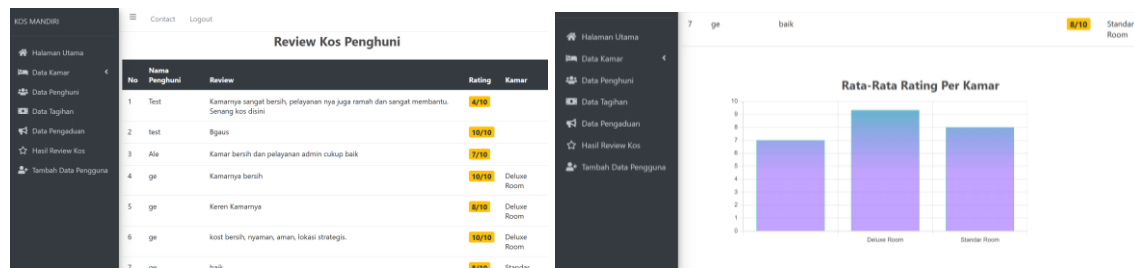 KOS MANDIRI
Contact Logout
Halaman Utama
Data Kamar
Data Penghuni
Data Tagihan
Data Pengaduan
Hasil Review Kos
Tambah Data Pengguna
Review Kos Penghuni
No Nama Penghuni Review Rating Kamar
1 Test Kamarnya sangat bersih, pelayanan nya juga ramah dan sangat membantu. 4/10
Senang kos disini
2 test Bgaus 10/10
3 Ale Kamar bersih dan pelayanan admin cukup baik 7/10
4 ge Kamarnya bersih 10/10 Deluxe
Room
5 ge Keren Kamarnya 8/10 Deluxe
Room
6 ge kost bersih, nyaman, aman, lokasi strategis. 10/10 Deluxe
Room
7 ge baik 8/10 Standar
Halaman Utama
Data Kamar
Data Penghuni
Data Tagihan
Data Pengaduan
Hasil Review Kos
Tambah Data Pengguna
7 ge baik 8/10 Standar
Room
Rata-Rata Rating Per Kamar
10
9
8
7
6
5
4
3
2
1
0
Deluxe Room Standar Room